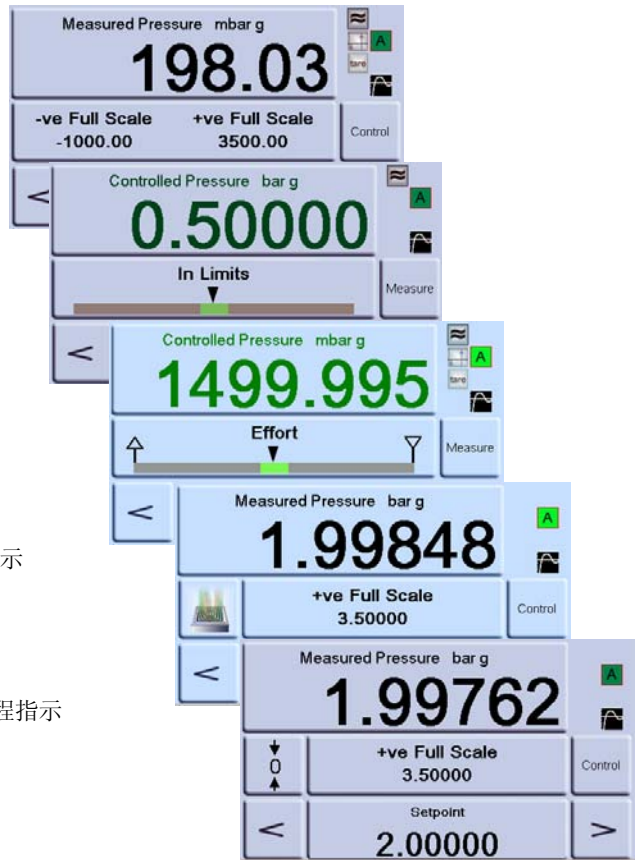 Measured Pressure mbar g
198.03
A
tare
-ve Full Scale +ve Full Scale
-1000.00 3500.00
Control
<
Controlled Pressure bar g
0.50000
A
In Limits
Measure
<
Controlled Pressure mbar g
1499.995
A
tare
Effort
Measure
<
Measured Pressure bar g
1.99848
A
示
+ve Full Scale
3.50000
Control
<
Measured Pressure bar g
1.99762
A
程指示
0
+ve Full Scale
3.50000
Control
<
Setpoint
2.00000
>